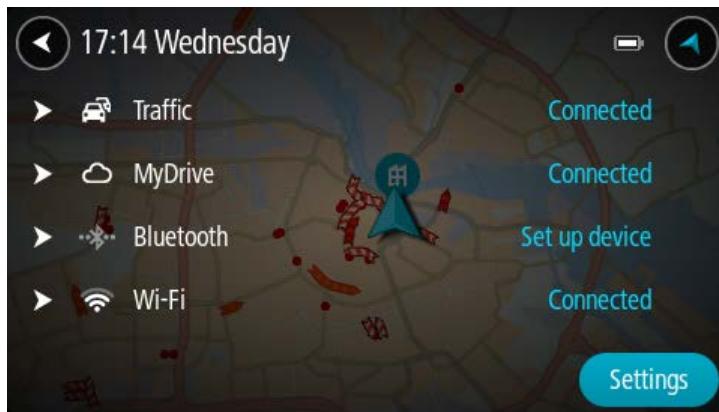 17:14 Wednesday
Traffic Connected
MyDrive Connected
Bluetooth Set up device
Wi-Fi Connected
Settings